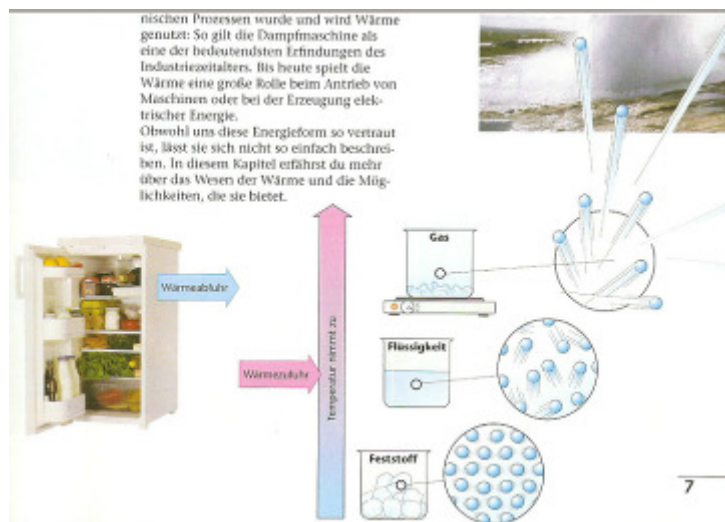 nischen Prozessen wurde und wird Wärme
genutzt: So gilt die Dampfmaschine als
eine der bedeutendsten Erfindungen des
Industriezeitalters. Bis heute spielt die
Wärme eine große Rolle beim Antrieb von
Maschinen oder bei der Erzeugung elek-
trischer Energie.
Obwohl uns diese Energieform so vertraut
ist, lässt sie sich nicht so einfach beschrei-
ben. In diesem Kapitel erfährst du mehr
über das Wesen der Wärme und die Mög-
lichkeiten, die sie bietet.
Gas
Wärmeabfuhr
Flüssigkeit
Wärmezufuhr
Temperatur nimmt zu
Feststoff
7